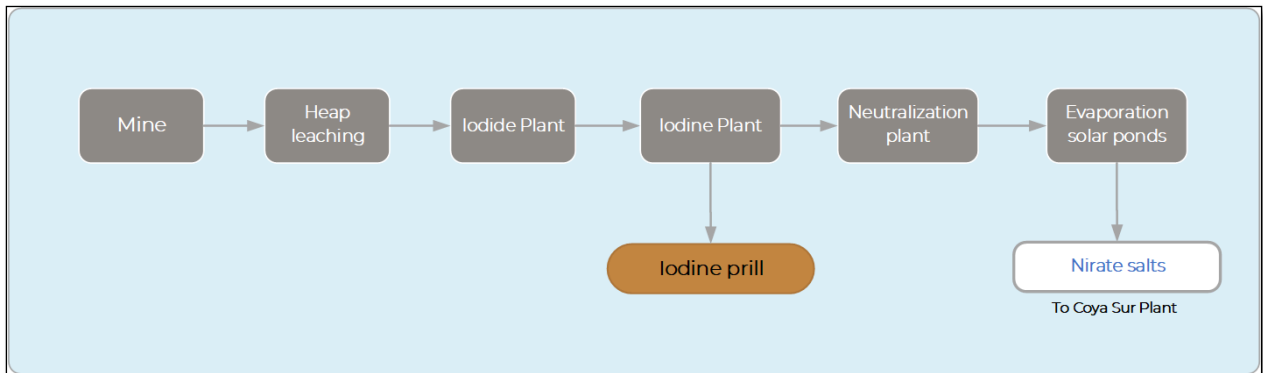 Mine
Heap
leaching
Iodide Plant
Iodine Plant
Neutralization
plant
Evaporation
solar ponds
Iodine prill
Nirate salts
To Coya Sur Plant